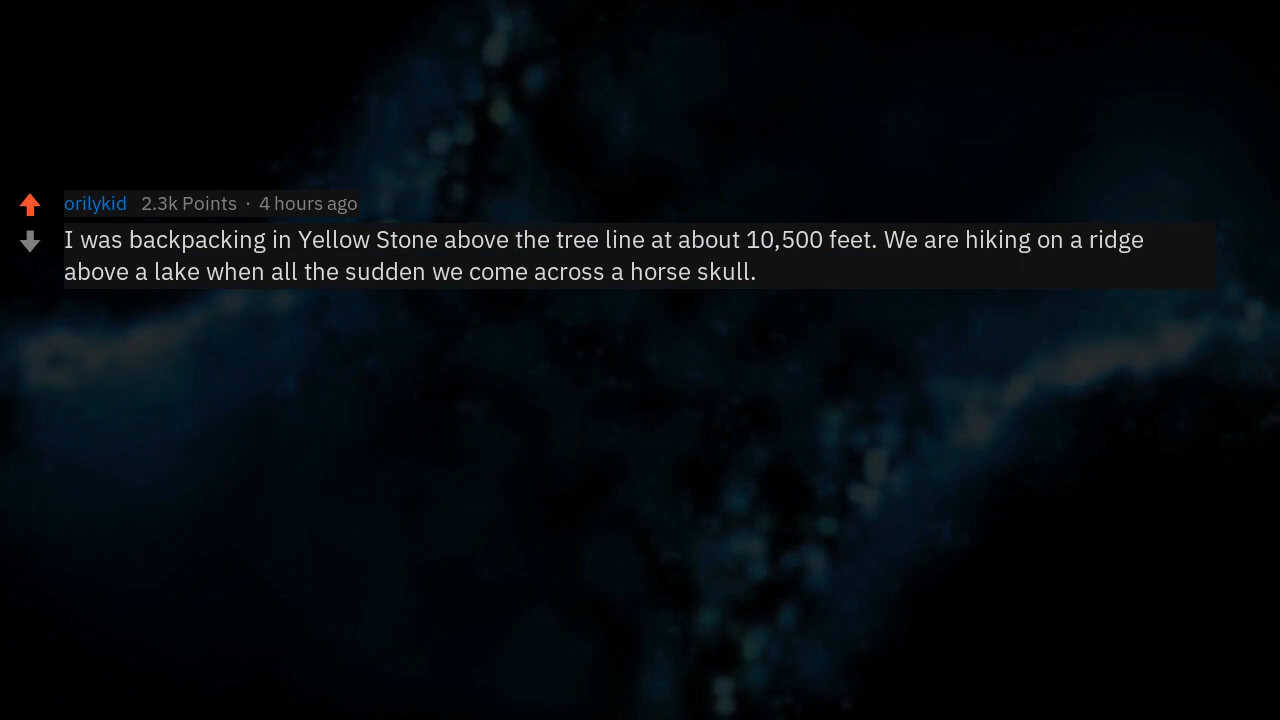 orilykid 2.3k Points · 4 hours ago
I was backpacking in Yellow Stone above the tree line at about 10,500 feet. We are hiking on a ridge
above a lake when all the sudden we come across a horse skull.